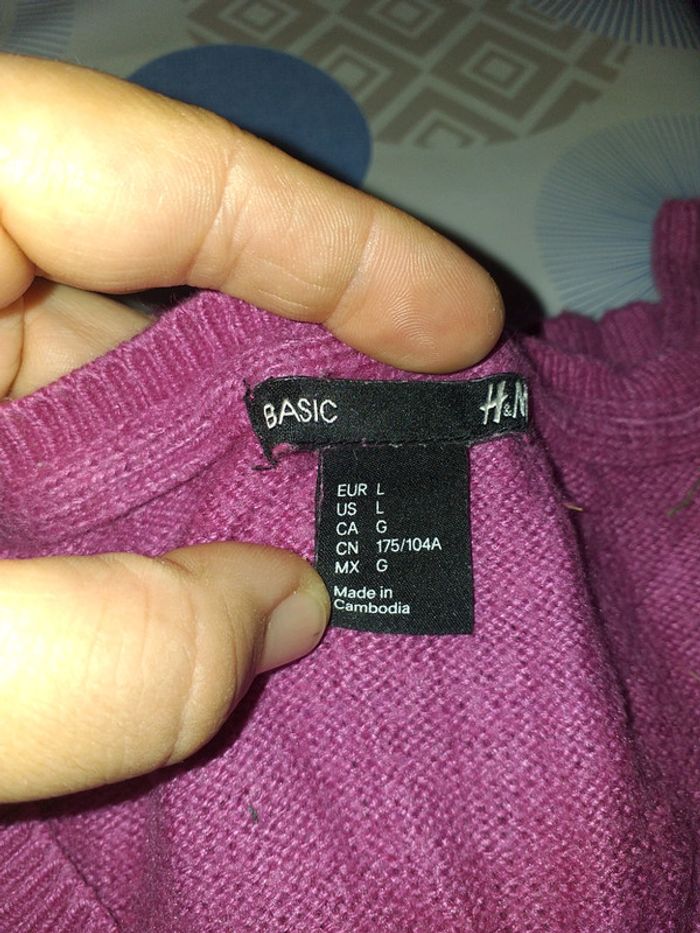 BASIC H&M
EUR L
US L
CA G
CN 175/104A
MX G
Made in
Cambodia